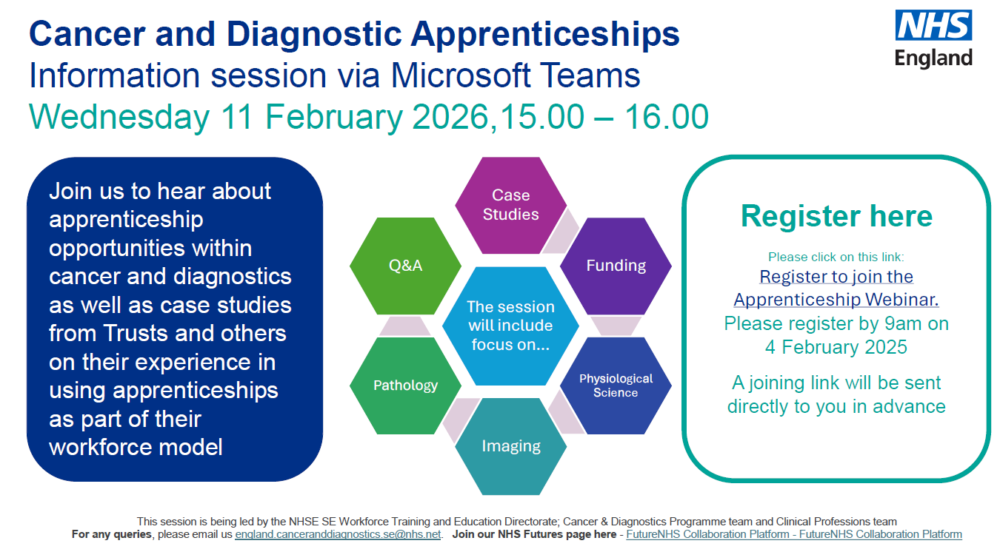 Cancer and Diagnostic Apprenticeships
Information session via Microsoft Teams
Wednesday 11 February 2026,15.00 – 16.00
NHS
England
Join us to hear about
apprenticeship
opportunities within
cancer and diagnostics
as well as case studies
from Trusts and others
on their experience in
using apprenticeships
as part of their
workforce model
Case
Studies
Funding
Physiological
Science
Imaging
Pathology
Q&A
The session
will include
focus on...
Register here
Please click on this link:
Register to join the
Apprenticeship Webinar.
Please register by 9am on
4 February 2025
A joining link will be sent
directly to you in advance
This session is being led by the NHSE SE Workforce Training and Education Directorate; Cancer & Diagnostics Programme team and Clinical Professions team
For any queries, please email us england.canceranddiagnostics.se@nhs.net. Join our NHS Futures page here - FutureNHS Collaboration Platform - FutureNHS Collaboration Platform